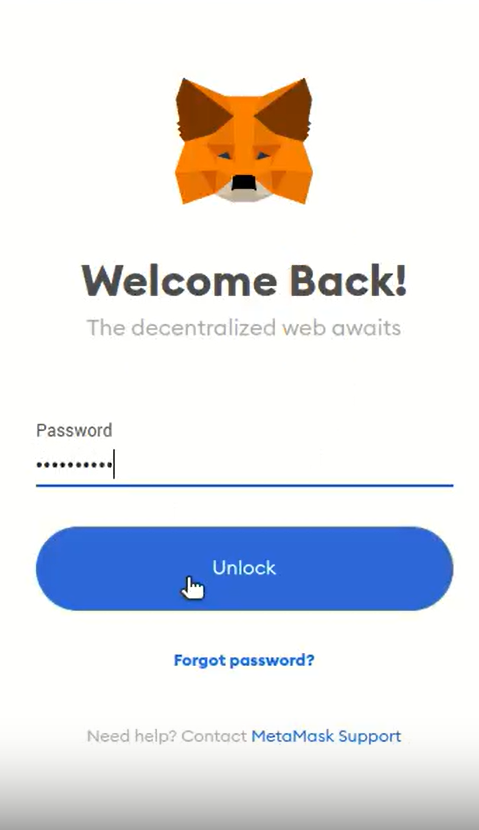 Welcome Back!
The decentralized web awaits
Password
••••••••••
Unlock
Forgot password?
Need help? Contact MetaMask Support